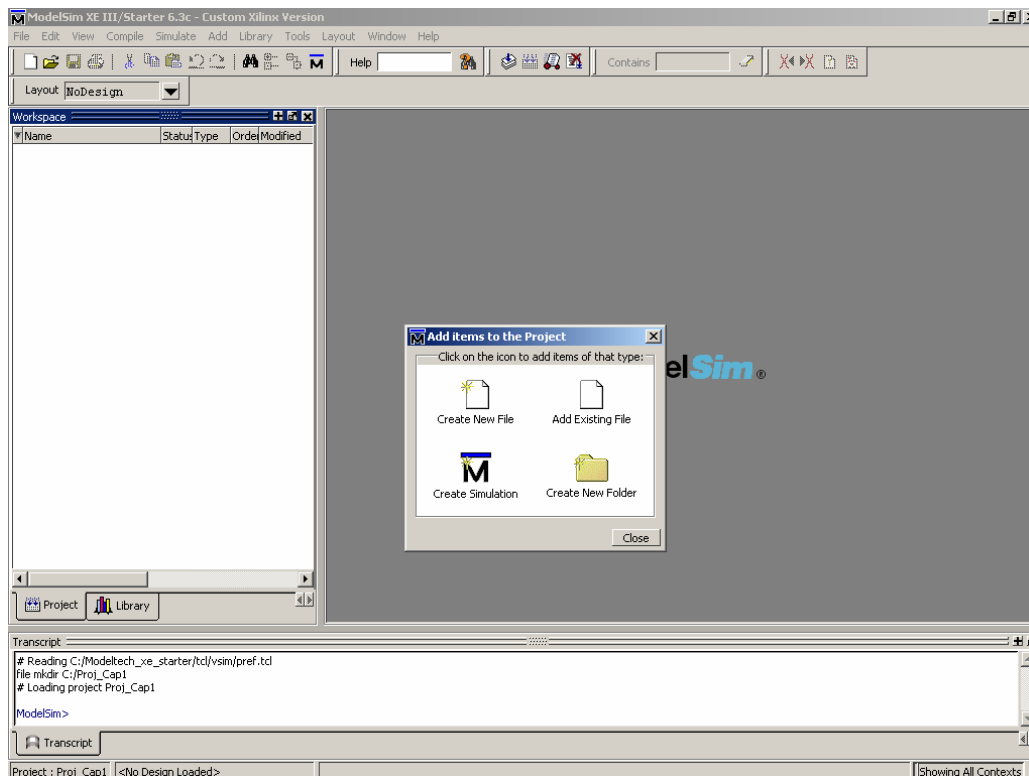 ModelSim XE III/Starter 6.3c - Custom Xilinx Version
File Edit View Compile Simulate Add Library Tools Layout Window Help
Help
Contains
Layout NoDesign
Workspace
Name Status Type Order Modified
Add items to the Project
Click on the icon to add items of that type:
Create New File Add Existing File
Create Simulation Create New Folder
Close
elSim ®
Project Library
Transcript
# Reading C:/Modeltech_xe_starter/tcl/vsim/pref.tcl
file mkdir C:/Proj_Cap1
# Loading project Proj_Cap1
ModelSim>
Transcript
Project : Proj_Cap1 <No Design Loaded> Showing All Contexts